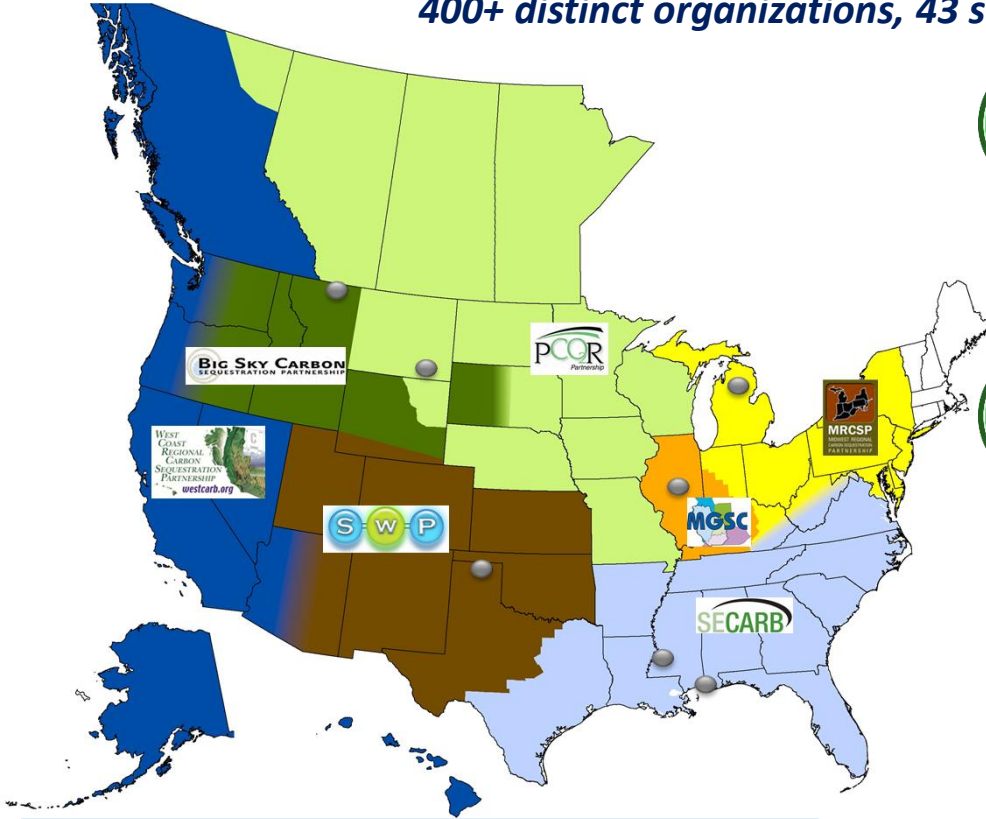 400+ distinct organizations, 43 s
BIG SKY CARBON
SEQUESTRATION PARTNERSHIP
PCOR
Partnership
MRCSP
MIDWEST REGIONAL
CARBON SEQUESTRATION
PARTNERSHIP
WEST
COAST
REGIONAL
CARBON
SEQUESTRATION
PARTNERSHIP
westcarb.org
S W P
MGSC
SECARB